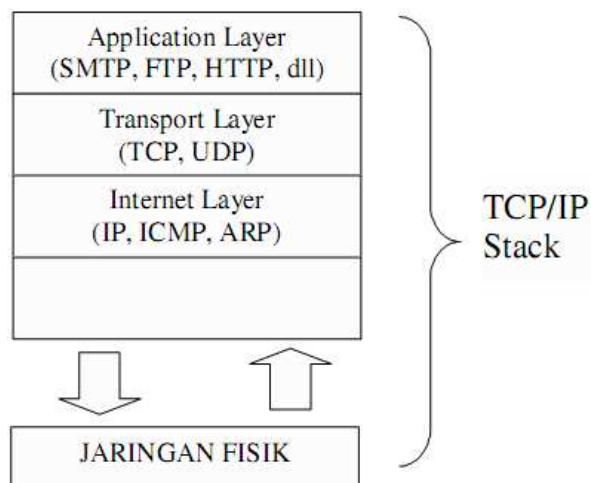 Application Layer
(SMTP, FTP, HTTP, dll)
Transport Layer
(TCP, UDP)
Internet Layer
(IP, ICMP, ARP)
TCP/IP
Stack
JARINGAN FISIK